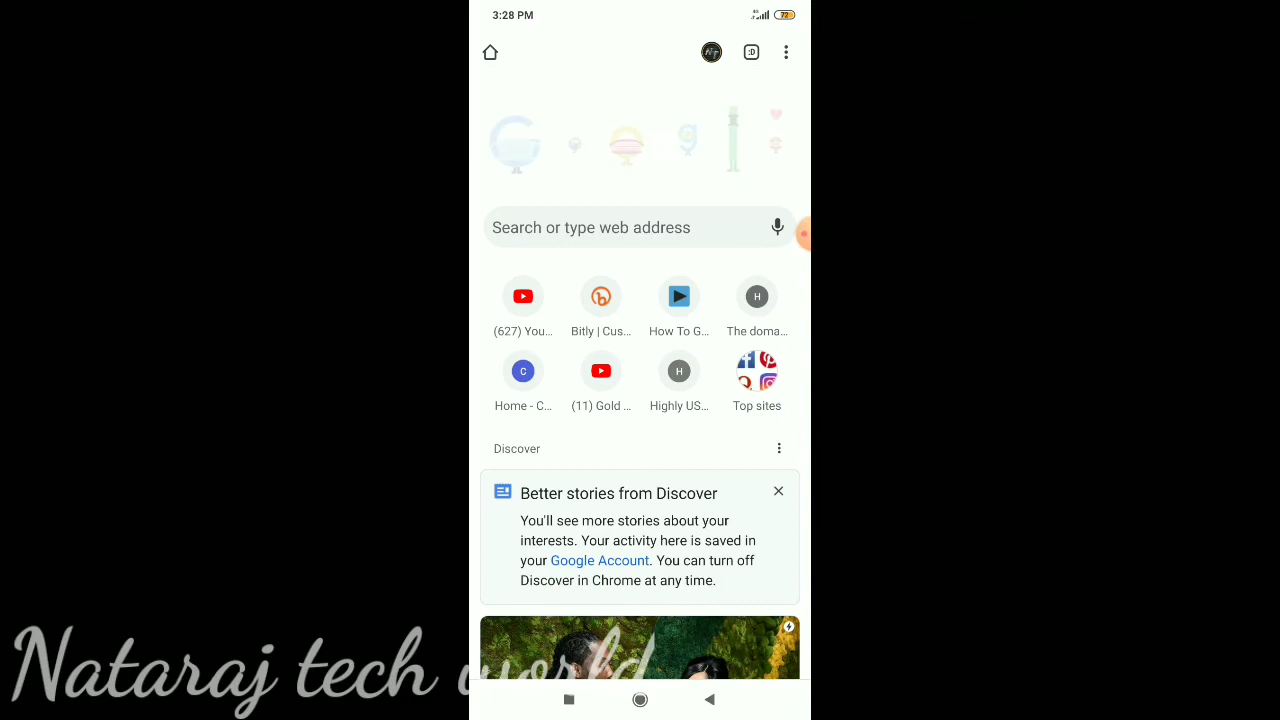 3:28 PM
4G
72
:D
Search or type web address
H
(627) You...
Bitly | Cus...
How To G...
The doma...
C
H
Home - C...
(11) Gold ...
Highly US...
Top sites
Discover
Better stories from Discover
You'll see more stories about your
interests. Your activity here is saved in
your Google Account. You can turn off
Discover in Chrome at any time.
Nataraj tech world